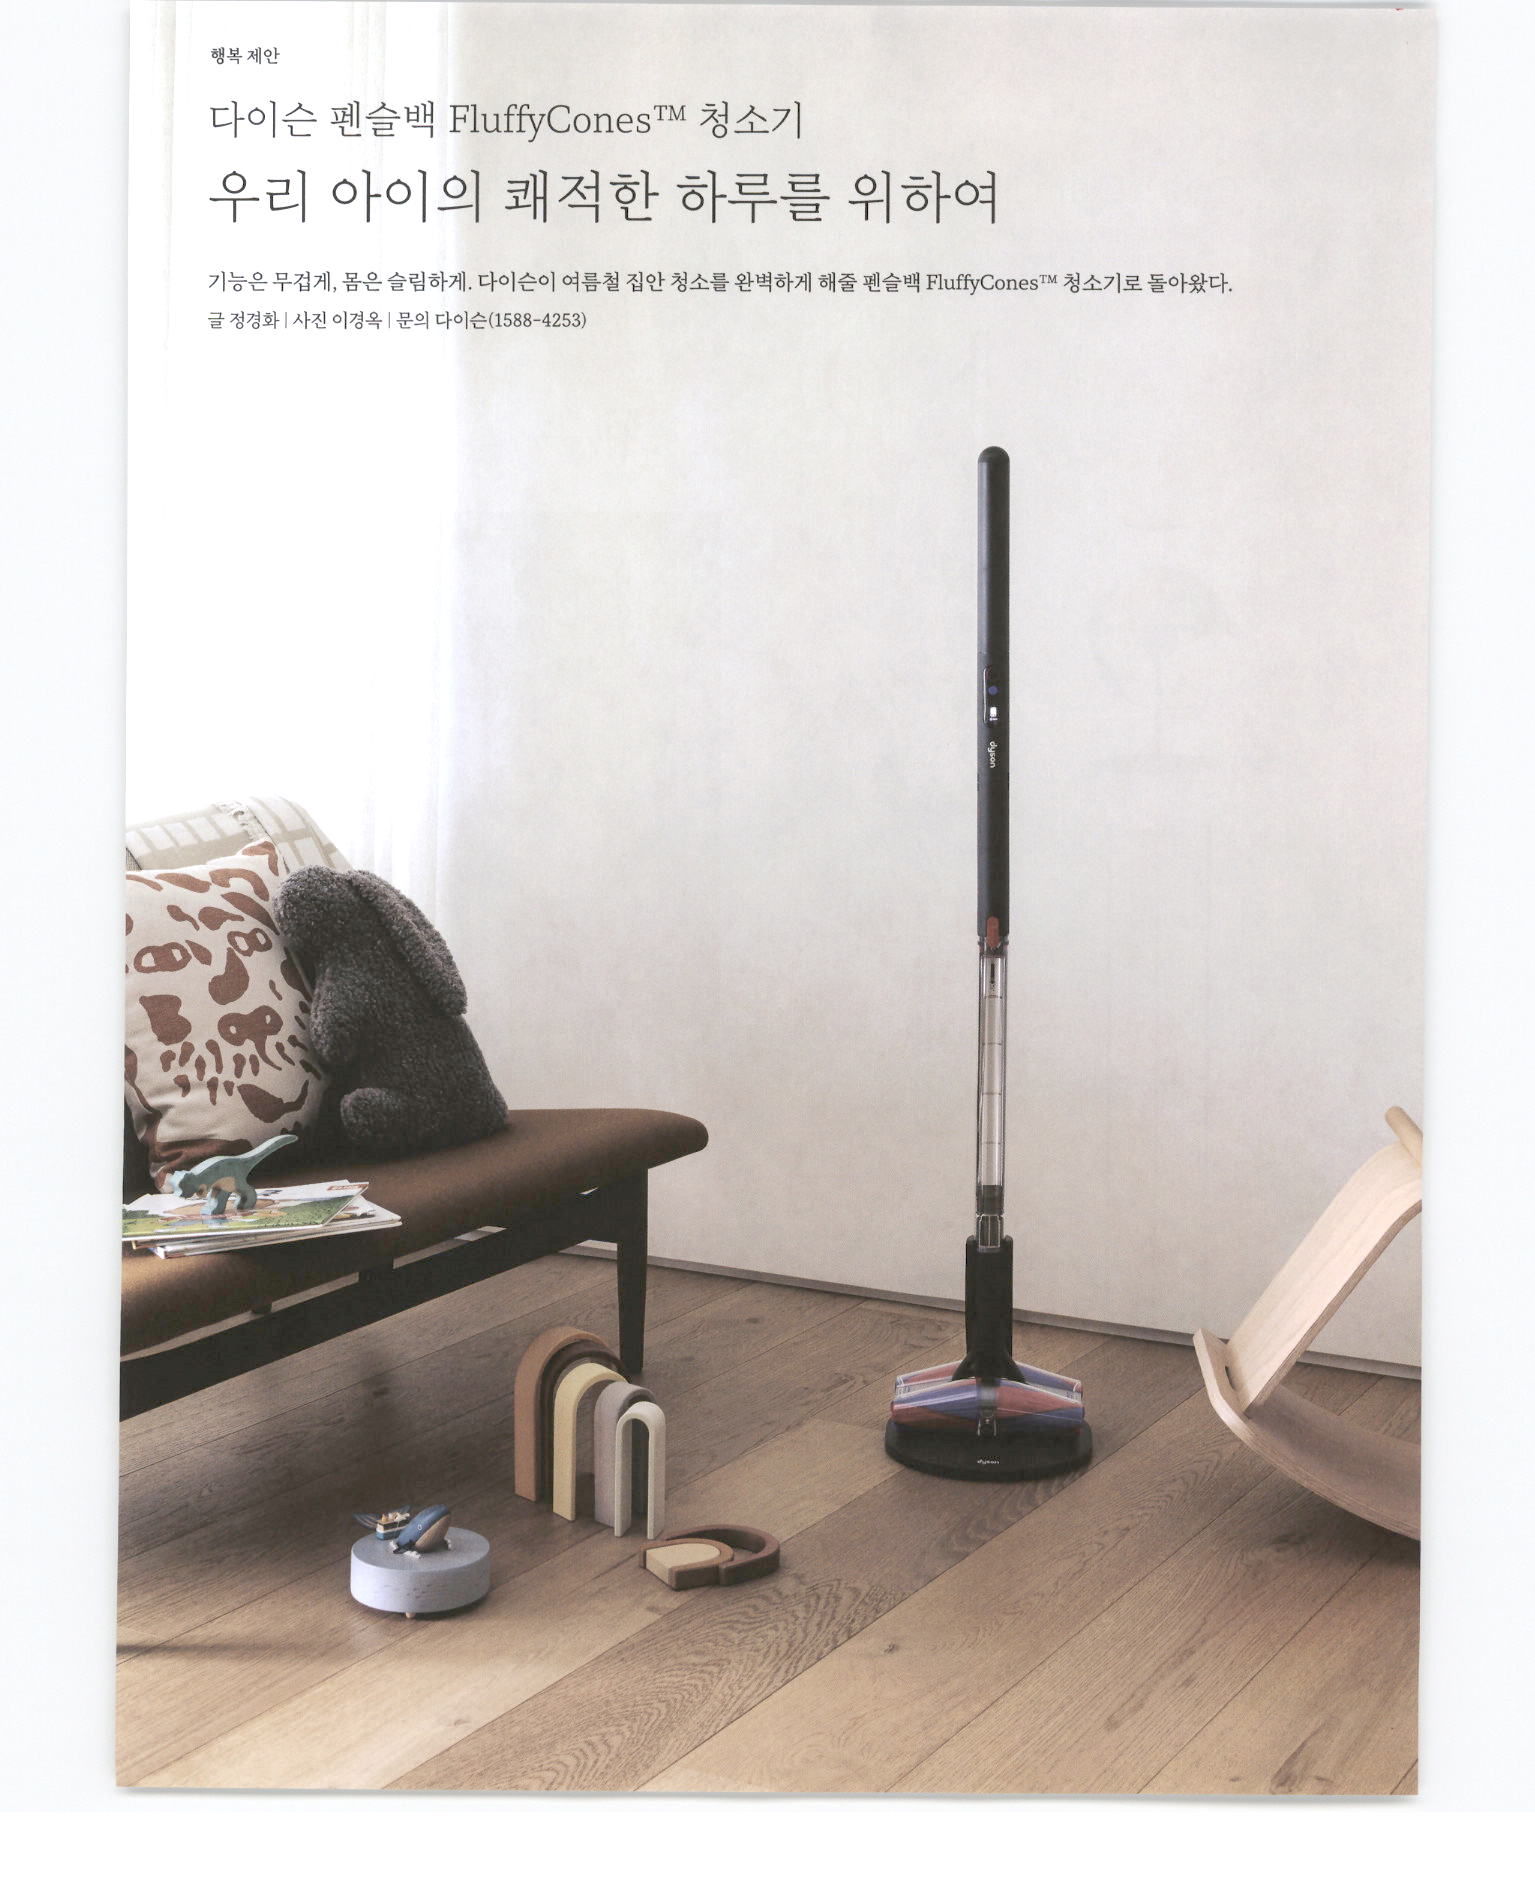 행복 제안
다이슨 펜슬백 FluffyCones™ 청소기
우리 아이의 쾌적한 하루를 위하여
기능은 무겁게, 몸은 슬림하게. 다이슨이 여름철 집안 청소를 완벽하게 해줄 펜슬백 FluffyCones™ 청소기로 돌아왔다.
글 정경화 | 사진 이경옥 | 문의 다이슨(1588-4253)
dyson
dyson